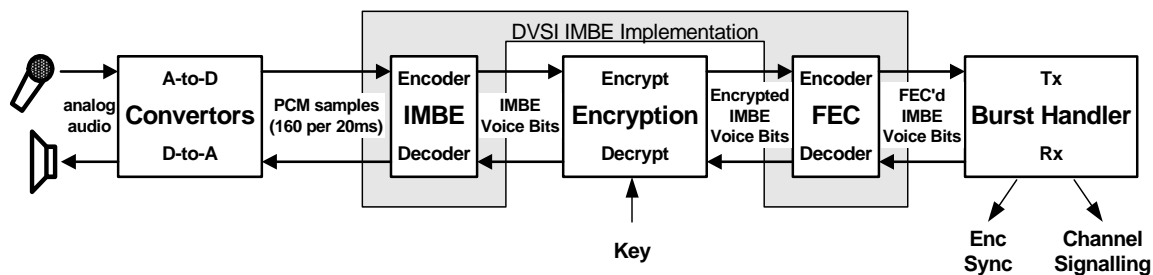 DVSI IMBE Implementation
analog
audio
A-to-D
Convertors
D-to-A
PCM samples
(160 per 20ms)
Encoder
IMBE
Decoder
IMBE
Voice Bits
Encrypt
Encryption
Decrypt
Encrypted
IMBE
Voice Bits
Encoder
FEC
Decoder
FEC'd
IMBE
Voice Bits
Tx
Burst Handler
Rx
Key
Enc
Sync
Channel
Signalling